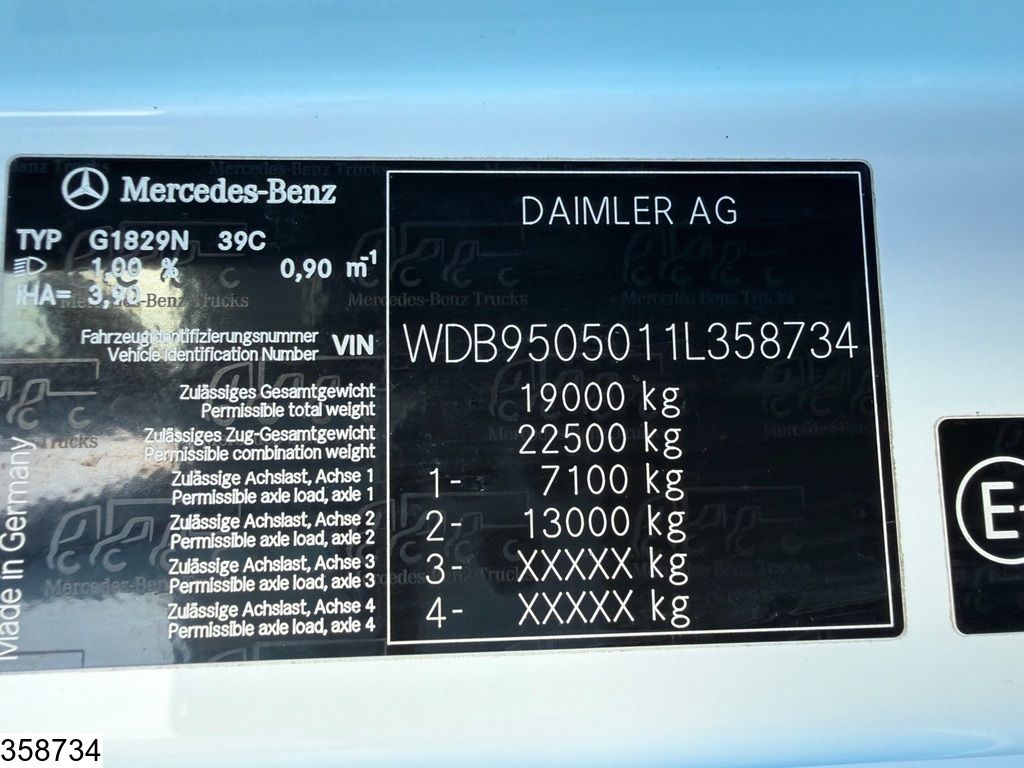 Mercedes-Benz
DAIMLER AG
TYP G1829N 39C
1,00 % 0,90 m-1
IHA= 3,90
Fahrzeugidentifizierungsnummer
Vehicle Identification Number VIN WDB9505011L358734
Zulässiges Gesamtgewicht
Permissible total weight 19000 kg
Zulässiges Zug-Gesamtgewicht
Permissible combination weight 22500 kg
Zulässige Achslast, Achse 1
Permissible axle load, axle 1 1- 7100 kg
Zulässige Achslast, Achse 2
Permissible axle load, axle 2 2- 13000 kg
Zulässige Achslast, Achse 3
Permissible axle load, axle 3 3- XXXXX kg
Zulässige Achslast, Achse 4
Permissible axle load, axle 4 4- XXXXX kg
Made in Germany
Mercedes-Benz Trucks
E
358734